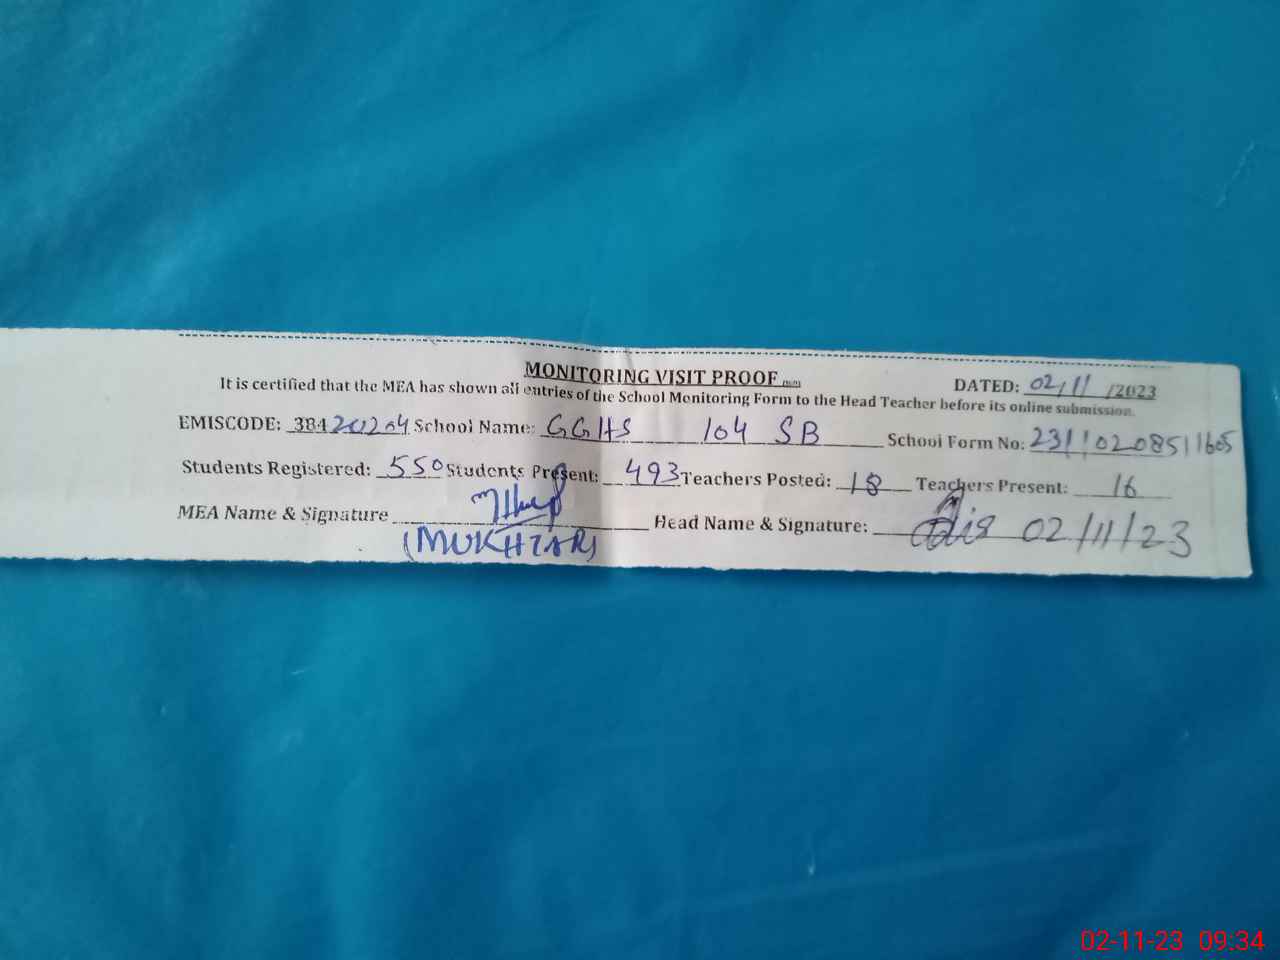 MONITORING VISIT PROOF
DATED: 02/11/2023
It is certified that the MEA has shown all entries of the School Monitoring Form to the Head Teacher before its online submission.
EMISCODE: 38420204 School Name: GGHS 104 SB School Form No: 23110208511605
Students Registered: 550 Students Present: 493 Teachers Posted: 18 Teachers Present: 16
MEA Name & Signature Head Name & Signature: 02/11/23
(MUKHTAR)
02-11-23 09:34